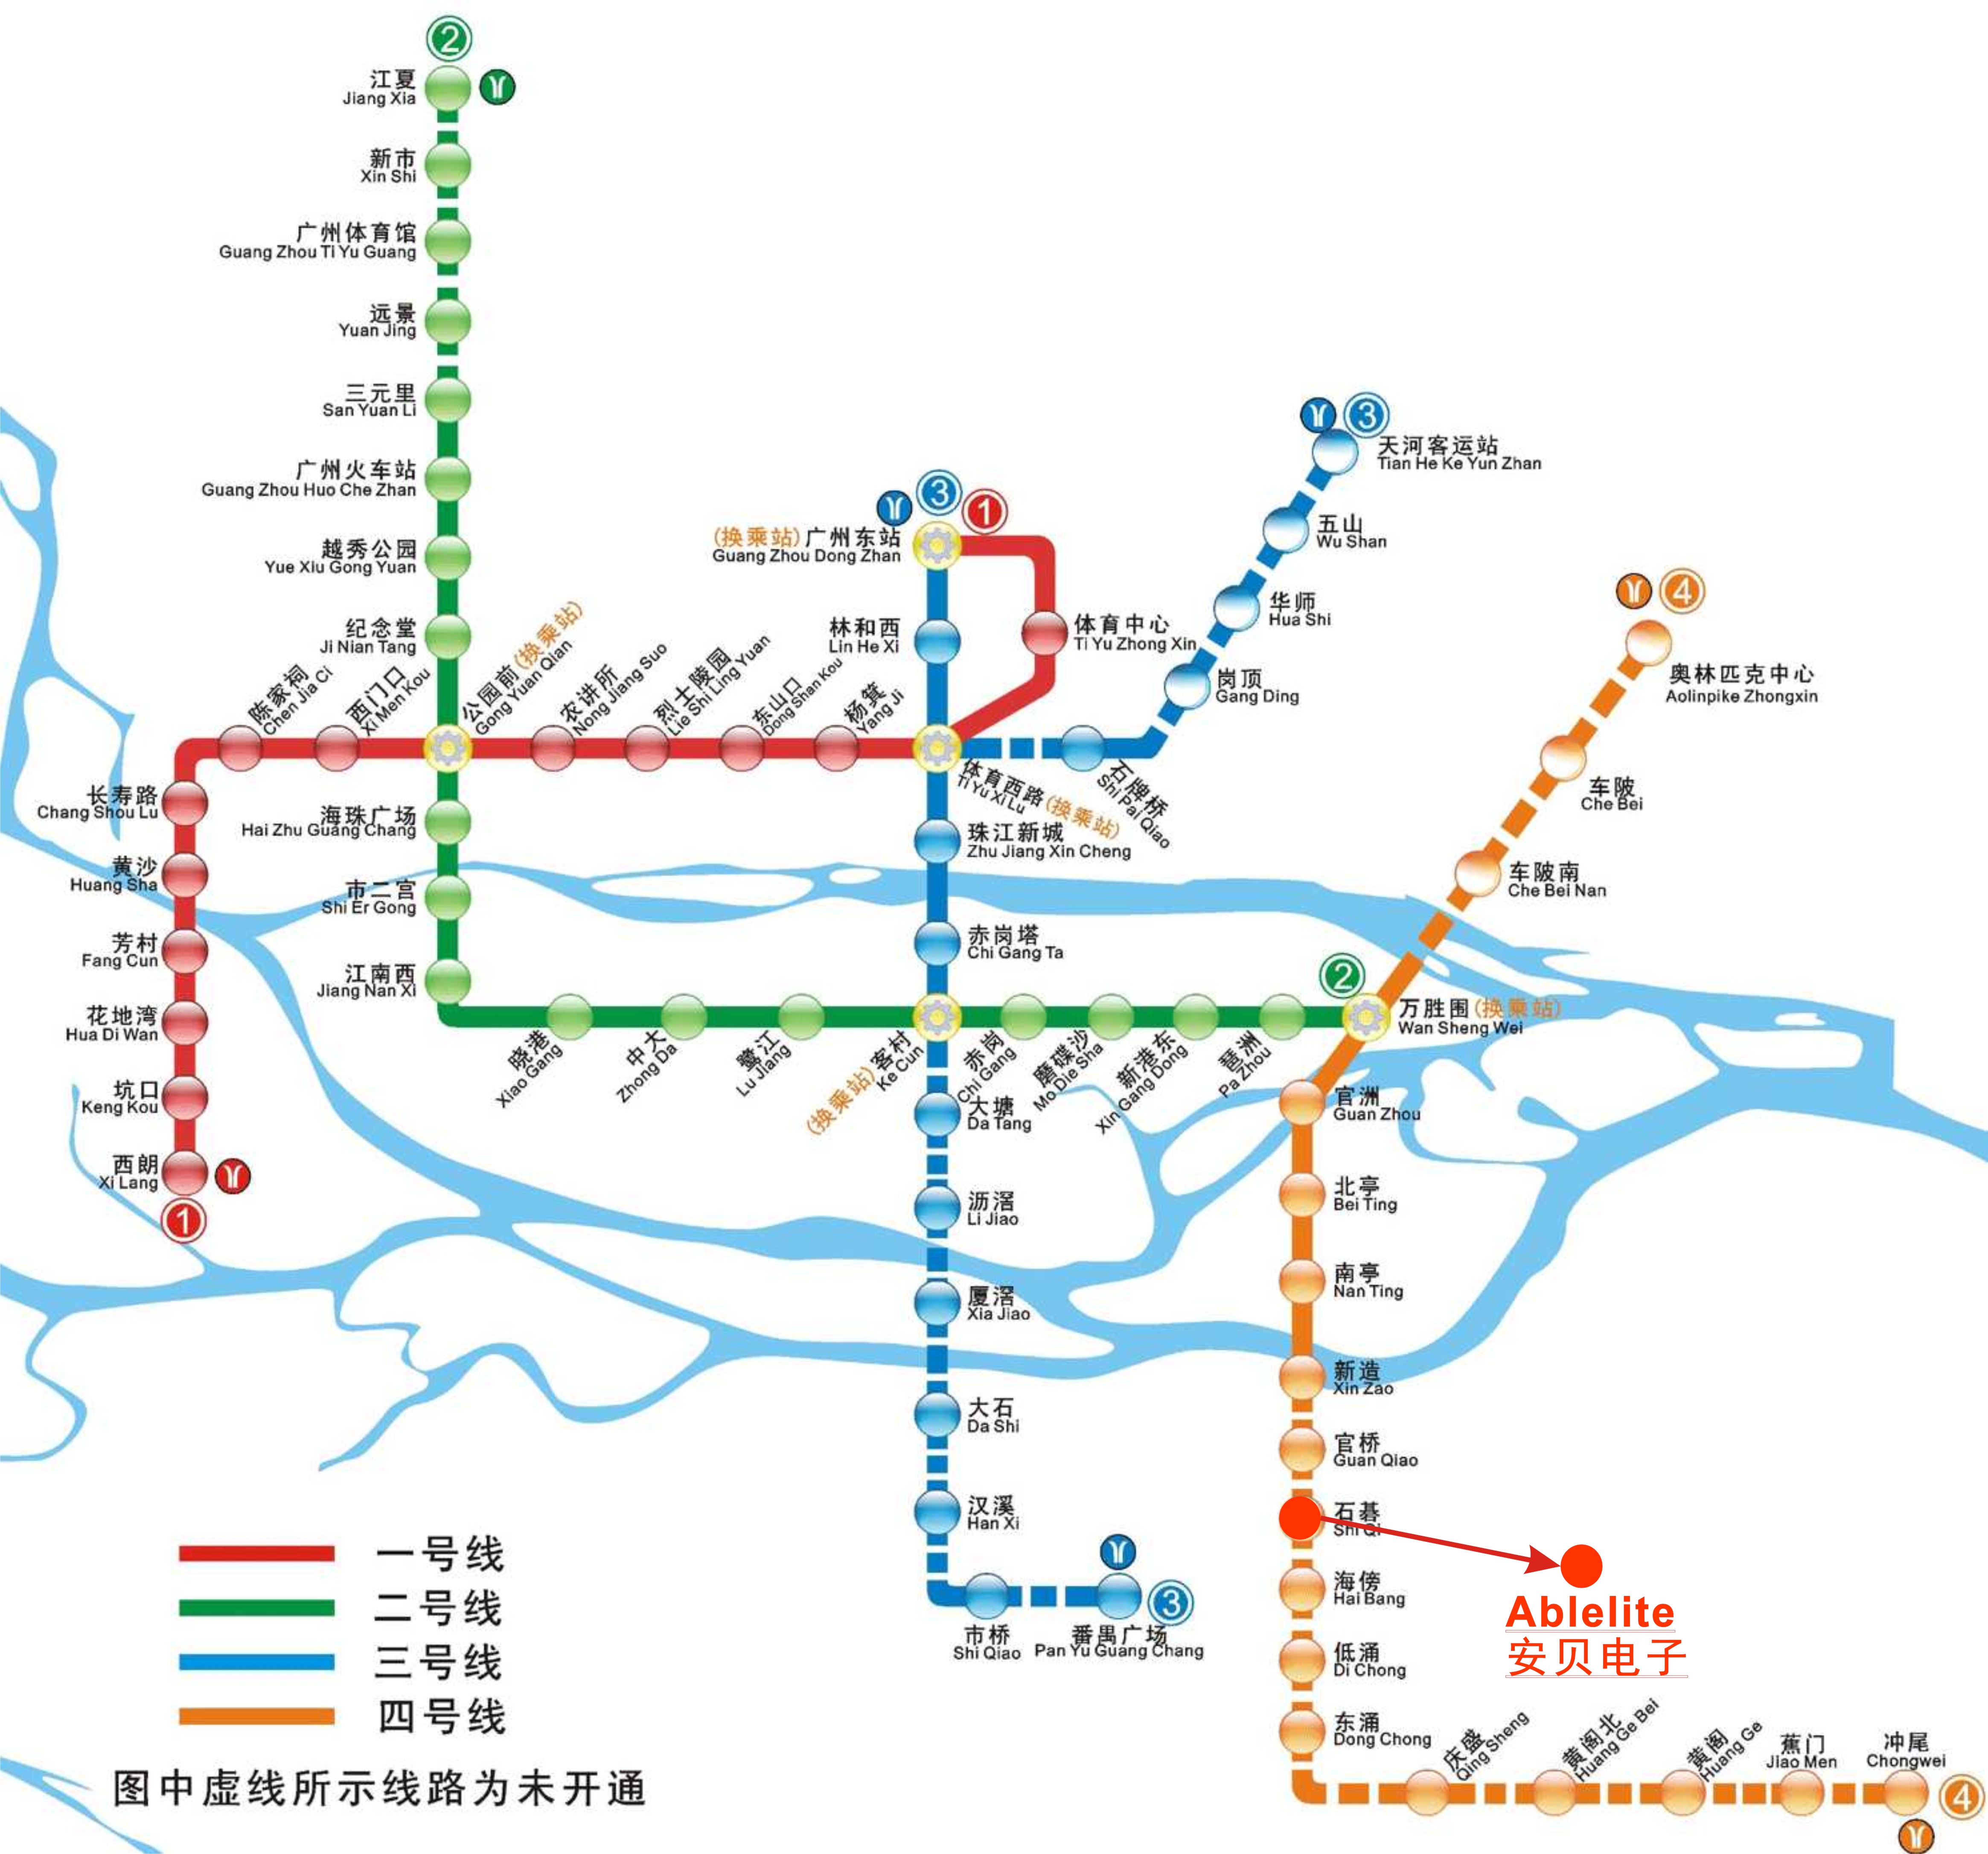 2
江夏
Jiang Xia
新市
Xin Shi
广州体育馆
Guang Zhou Ti Yu Guang
远景
Yuan Jing
三元里
San Yuan Li
广州火车站
Guang Zhou Huo Che Zhan
越秀公园
Yue Xiu Gong Yuan
纪念堂
Ji Nian Tang
3
天河客运站
Tian He Ke Yun Zhan
五山
Wu Shan
华师
Hua Shi
岗顶
Gang Ding
3
1
(换乘站)广州东站
Guang Zhou Dong Zhan
林和西
Lin He Xi
体育中心
Ti Yu Zhong Xin
4
奥林匹克中心
Aolinpike Zhongxin
车陂
Che Bei
车陂南
Che Bei Nan
陈家祠
Chen Jia Ci
西门口
Xi Men Kou
公园前(换乘站)
Gong Yuan Qian
农讲所
Nong Jiang Suo
烈士陵园
Lie Shi Ling Yuan
东山口
Dong Shan Kou
杨箕
Yang Ji
体育西路(换乘站)
Ti Yu Xi Lu
石牌桥
Shi Pai Qiao
长寿路
Chang Shou Lu
黄沙
Huang Sha
芳村
Fang Cun
花地湾
Hua Di Wan
坑口
Keng Kou
西朗
Xi Lang
1
海珠广场
Hai Zhu Guang Chang
市二宫
Shi Er Gong
江南西
Jiang Nan Xi
珠江新城
Zhu Jiang Xin Cheng
赤岗塔
Chi Gang Ta
晓港
Xiao Gang
中大
Zhong Da
鹭江
Lu Jiang
(换乘站)客村
Ke Cun
赤岗
Chi Gang
磨碟沙
Mo Die Sha
新港东
Xin Gang Dong
琶洲
Pa Zhou
2
万胜围(换乘站)
Wan Sheng Wei
官洲
Guan Zhou
北亭
Bei Ting
南亭
Nan Ting
新造
Xin Zao
官桥
Guan Qiao
石碁
Shi Qi
海傍
Hai Bang
低涌
Di Chong
东涌
Dong Chong
大塘
Da Tang
沥滘
Li Jiao
厦滘
Xia Jiao
大石
Da Shi
汉溪
Han Xi
市桥
Shi Qiao
番禺广场
Pan Yu Guang Chang
3
Ablelite
安贝电子
庆盛
Qing Sheng
黄阁北
Huang Ge Bei
黄阁
Huang Ge
蕉门
Jiao Men
冲尾
Chongwei
4
一号线
二号线
三号线
四号线
图中虚线所示线路为未开通